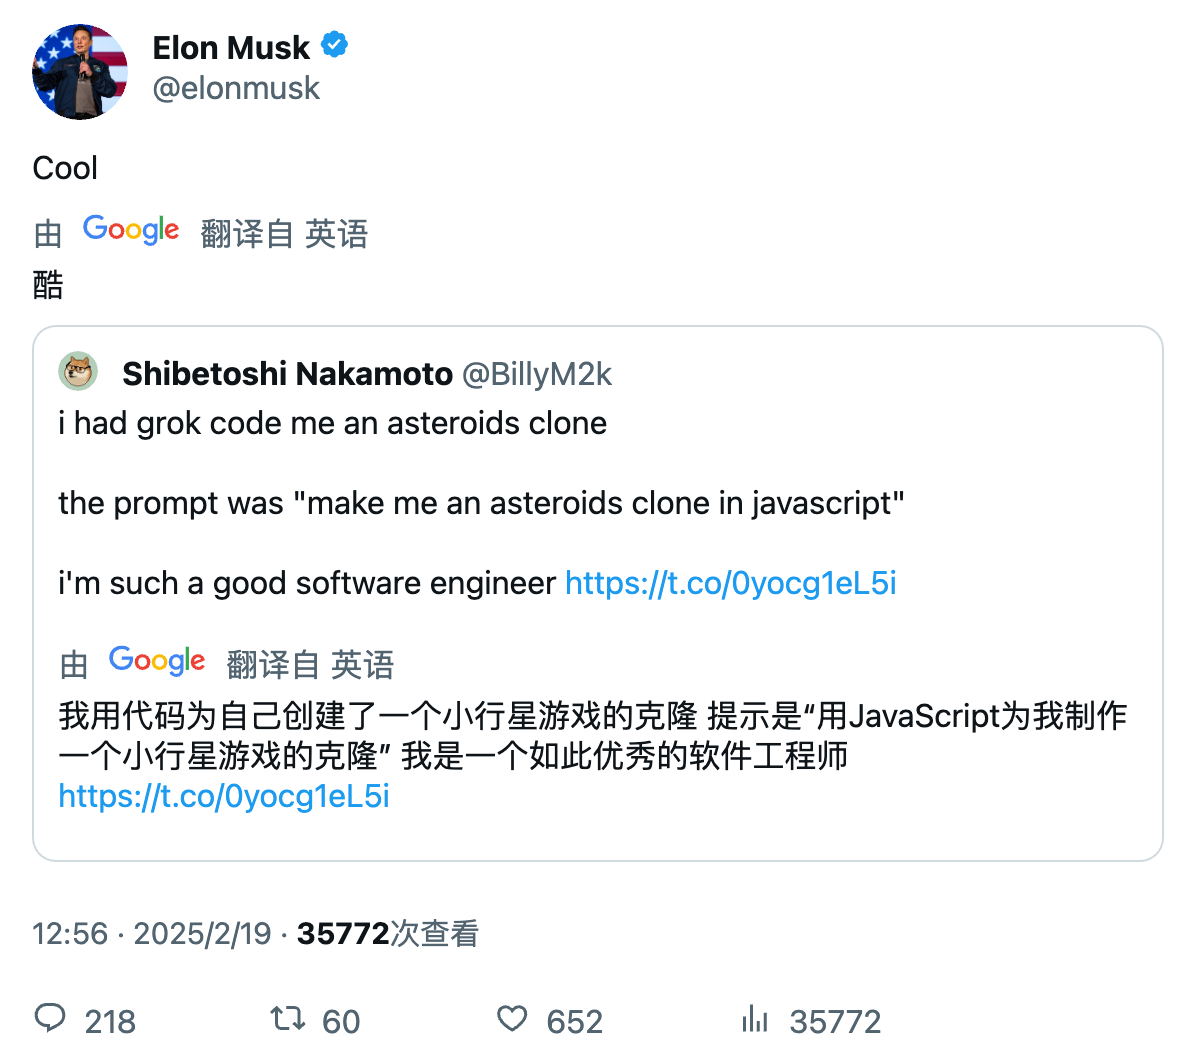 Elon Musk
@elonmusk
Cool
由 Google 翻译自 英语
酷
Shibetoshi Nakamoto @BillyM2k
i had grok code me an asteroids clone
the prompt was "make me an asteroids clone in javascript"
i'm such a good software engineer https://t.co/0yocg1eL5i
由 Google 翻译自 英语
我用代码为自己创建了一个小行星游戏的克隆 提示是“用JavaScript为我制作
一个小行星游戏的克隆” 我是一个如此优秀的软件工程师
https://t.co/0yocg1eL5i
12:56 · 2025/2/19 · 35772次查看
218 60 652 35772